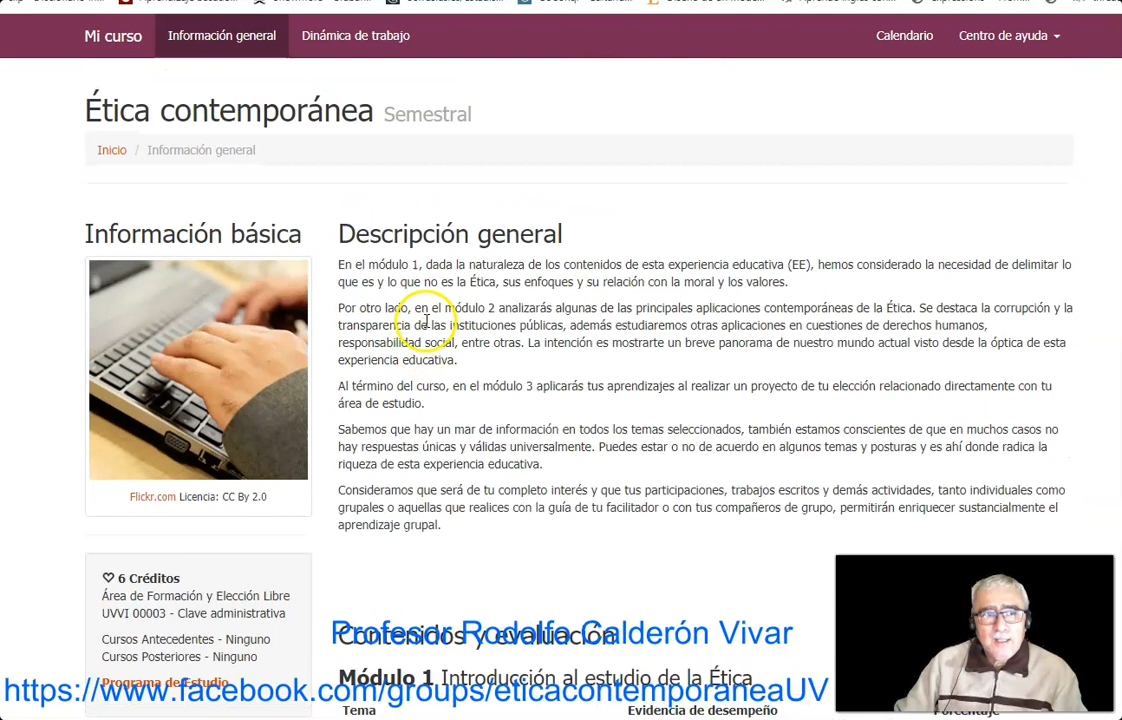 Mi curso Información general Dinámica de trabajo Calendario Centro de ayuda
Ética contemporánea Semestral
Inicio / Información general
Información básica
Flickr.com Licencia: CC By 2.0
6 Créditos
Área de Formación y Elección Libre
UVVI 00003 - Clave administrativa
Cursos Antecedentes - Ninguno
Cursos Posteriores - Ninguno
Programa de Estudio
Descripción general
En el módulo 1, dada la naturaleza de los contenidos de esta experiencia educativa (EE), hemos considerado la necesidad de delimitar lo
que es y lo que no es la Ética, sus enfoques y su relación con la moral y los valores.
Por otro lado, en el módulo 2 analizarás algunas de las principales aplicaciones contemporáneas de la Ética. Se destaca la corrupción y la
transparencia de las instituciones públicas, además estudiaremos otras aplicaciones en cuestiones de derechos humanos,
responsabilidad social, entre otras. La intención es mostrarte un breve panorama de nuestro mundo actual visto desde la óptica de esta
experiencia educativa.
Al término del curso, en el módulo 3 aplicarás tus aprendizajes al realizar un proyecto de tu elección relacionado directamente con tu
área de estudio.
Sabemos que hay un mar de información en todos los temas seleccionados, también estamos conscientes de que en muchos casos no
hay respuestas únicas y válidas universalmente. Puedes estar o no de acuerdo en algunos temas y posturas y es ahí donde radica la
riqueza de esta experiencia educativa.
Consideramos que será de tu completo interés y que tus participaciones, trabajos escritos y demás actividades, tanto individuales como
grupales o aquellas que realices con la guía de tu facilitador o con tus compañeros de grupo, permitirán enriquecer sustancialmente el
aprendizaje grupal.
Contenidos y evaluación
Profesor Rodolfo Calderón Vivar
Módulo 1 Introducción al estudio de la Ética
https://www.facebook.com/groups/eticacontemporaneaUV
Tema Evidencia de desempeño Porcentaje